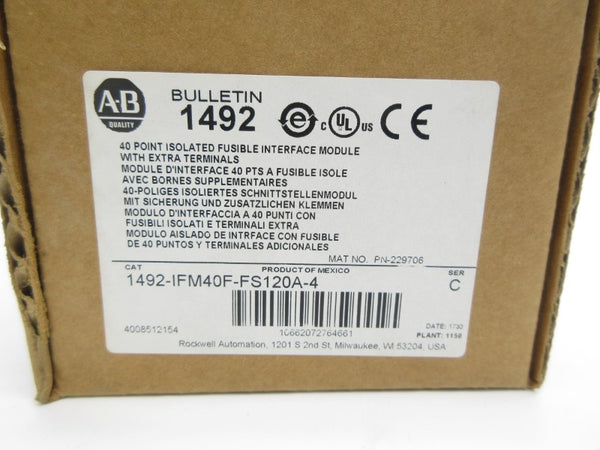 A-B
QUALITY
BULLETIN
1492
C UL US CE
40 POINT ISOLATED FUSIBLE INTERFACE MODULE
WITH EXTRA TERMINALS
MODULE D'INTERFACE 40 PTS A FUSIBLE ISOLE
AVEC BORNES SUPPLEMENTAIRES
40-POLIGES ISOLIERTES SCHNITTSTELLENMODUL
MIT SICHERUNG UND ZUSATZLICHEN KLEMMEN
MODULO D'INTERFACCIA A 40 PUNTI CON
FUSIBILI ISOLATI E TERMINALI EXTRA
MODULO AISLADO DE INTRFACE CON FUSIBLE
DE 40 PUNTOS Y TERMINALES ADICIONALES
MAT NO. PN-229706
CAT PRODUCT OF MEXICO SER
1492-IFM40F-FS120A-4 C
4008512154 10662072764661 DATE: 1732
PLANT: 1150
Rockwell Automation, 1201 S 2nd St, Milwaukee, WI 53204. USA